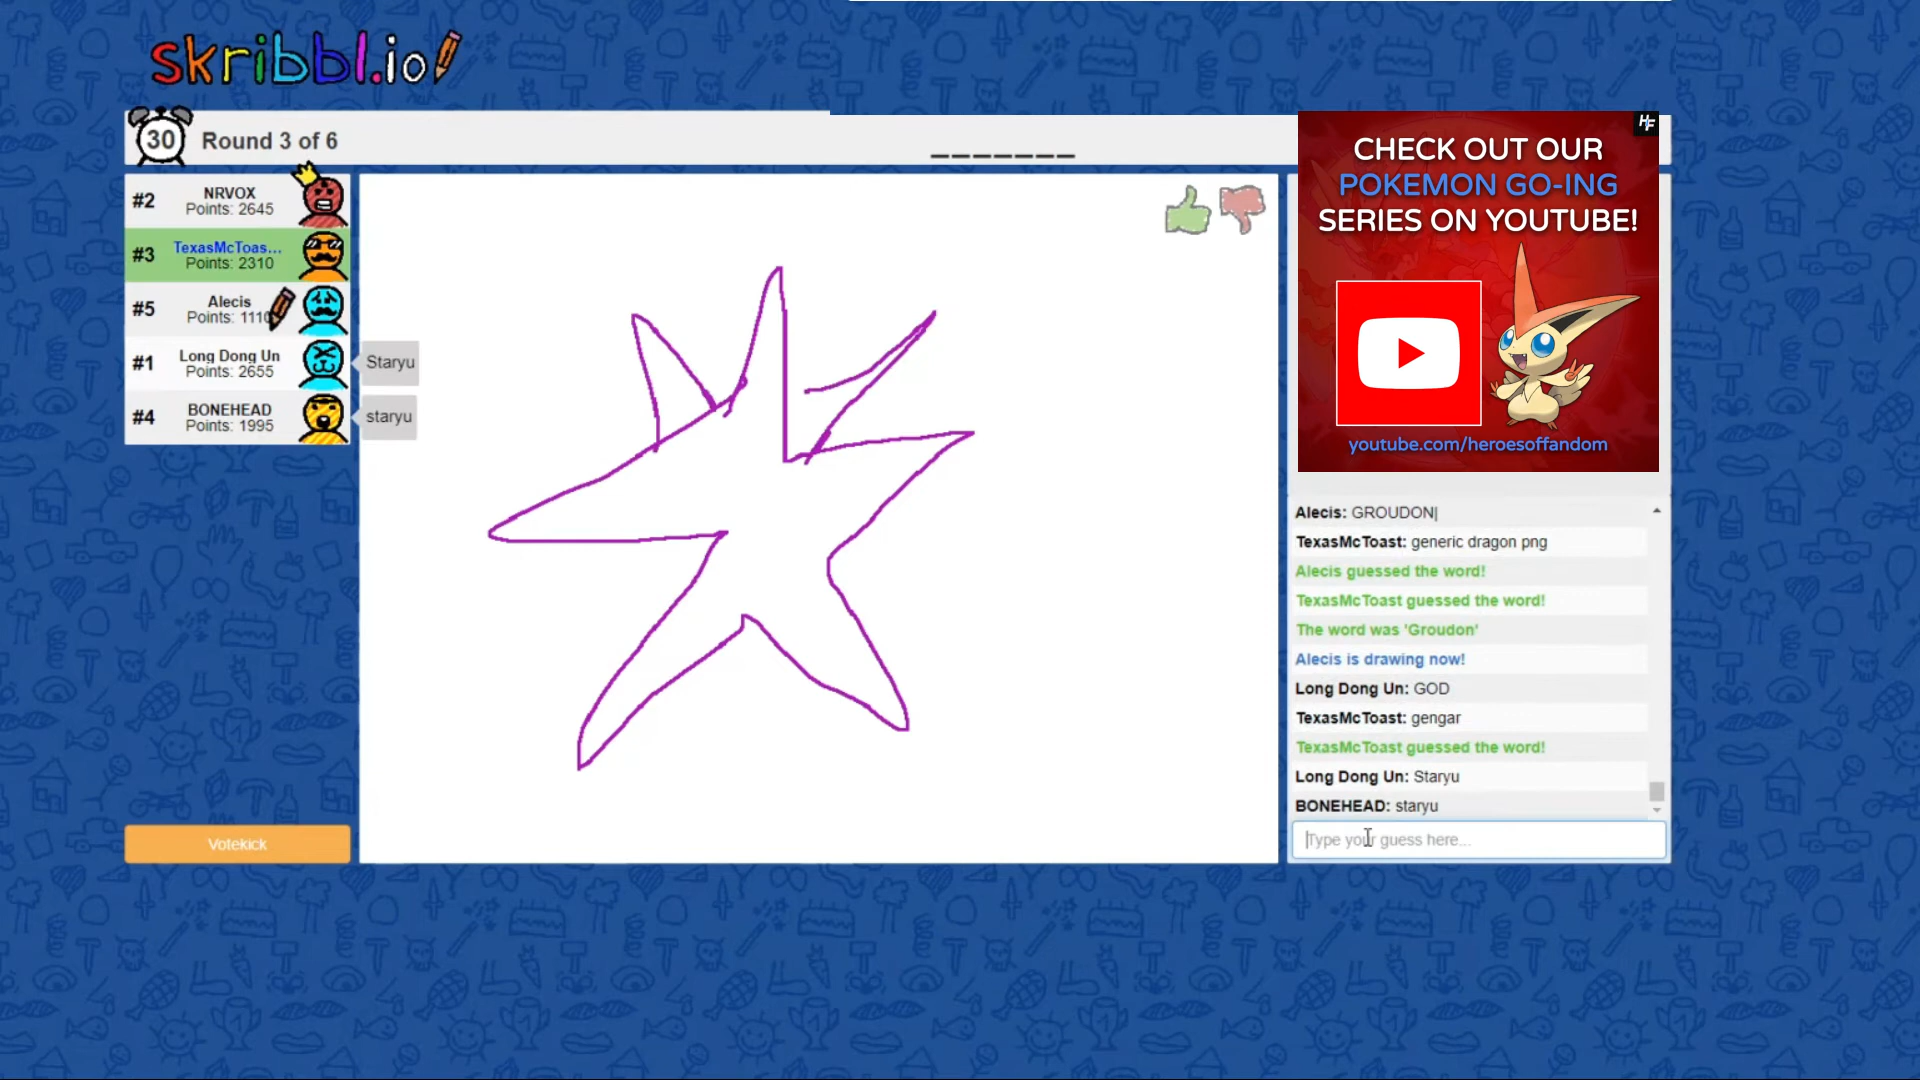 skribbl.io
30
Round 3 of 6
_______
#2
NRVOX
Points: 2645
#3
TexasMcToas...
Points: 2310
#5
Alecis
Points: 1110
#1
Long Dong Un
Points: 2655
Staryu
#4
BONEHEAD
Points: 1995
staryu
Votekick
HF
CHECK OUT OUR
POKEMON GO-ING
SERIES ON YOUTUBE!
youtube.com/heroesoffandom
Alecis: GROUDON|
TexasMcToast: generic dragon png
Alecis guessed the word!
TexasMcToast guessed the word!
The word was 'Groudon'
Alecis is drawing now!
Long Dong Un: GOD
TexasMcToast: gengar
TexasMcToast guessed the word!
Long Dong Un: Staryu
BONEHEAD: staryu
Type your guess here...